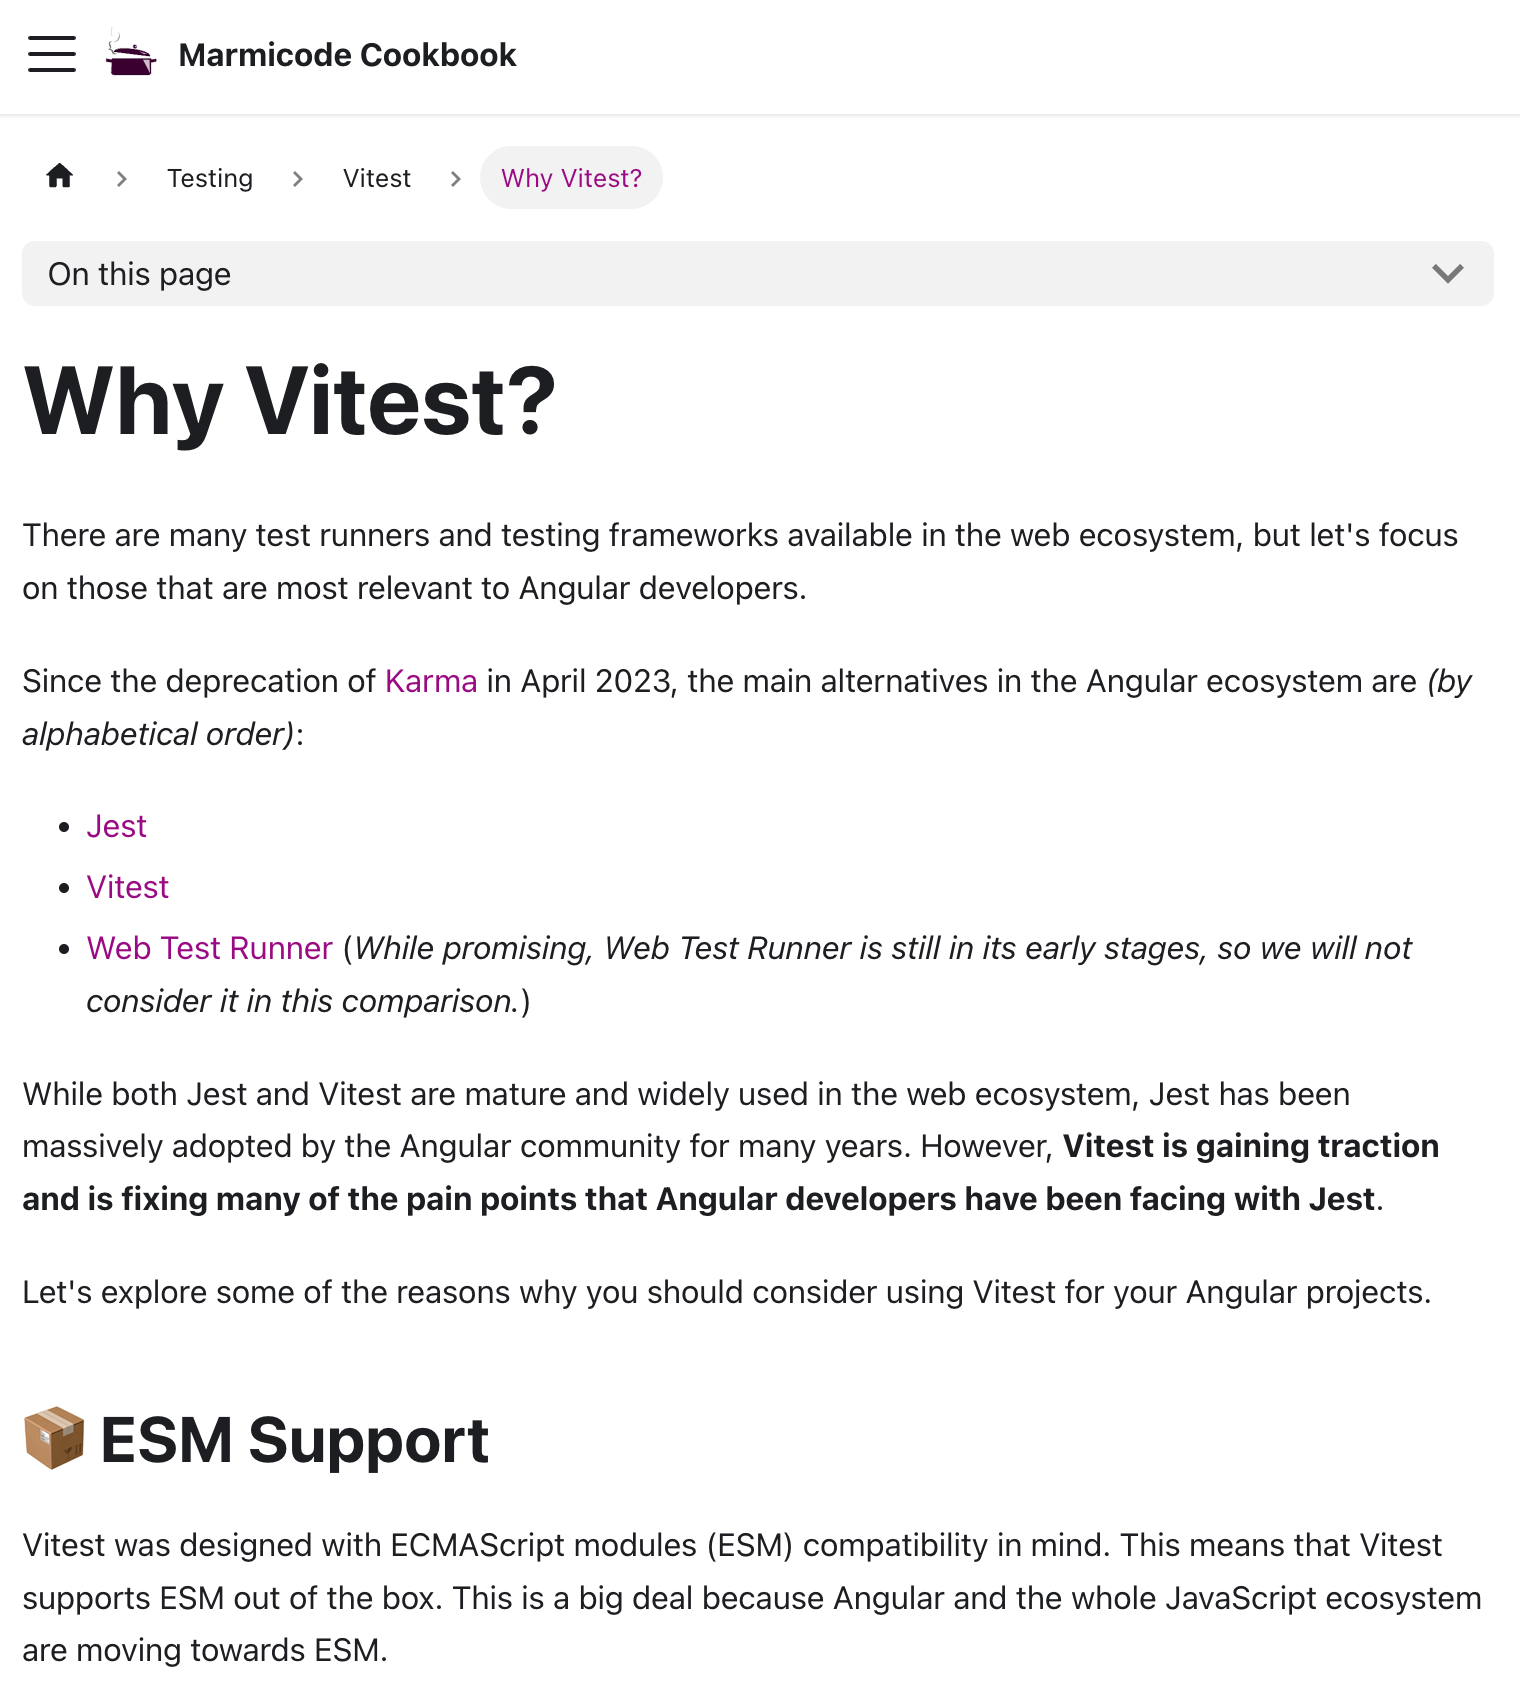 Marmicode Cookbook
Testing
Vitest
Why Vitest?
On this page
Why Vitest?
There are many test runners and testing frameworks available in the web ecosystem, but let's focus
on those that are most relevant to Angular developers.
Since the deprecation of Karma in April 2023, the main alternatives in the Angular ecosystem are (by
alphabetical order):
Jest
Vitest
Web Test Runner (While promising, Web Test Runner is still in its early stages, so we will not
consider it in this comparison.)
While both Jest and Vitest are mature and widely used in the web ecosystem, Jest has been
massively adopted by the Angular community for many years. However, Vitest is gaining traction
and is fixing many of the pain points that Angular developers have been facing with Jest.
Let's explore some of the reasons why you should consider using Vitest for your Angular projects.
ESM Support
Vitest was designed with ECMAScript modules (ESM) compatibility in mind. This means that Vitest
supports ESM out of the box. This is a big deal because Angular and the whole JavaScript ecosystem
are moving towards ESM.